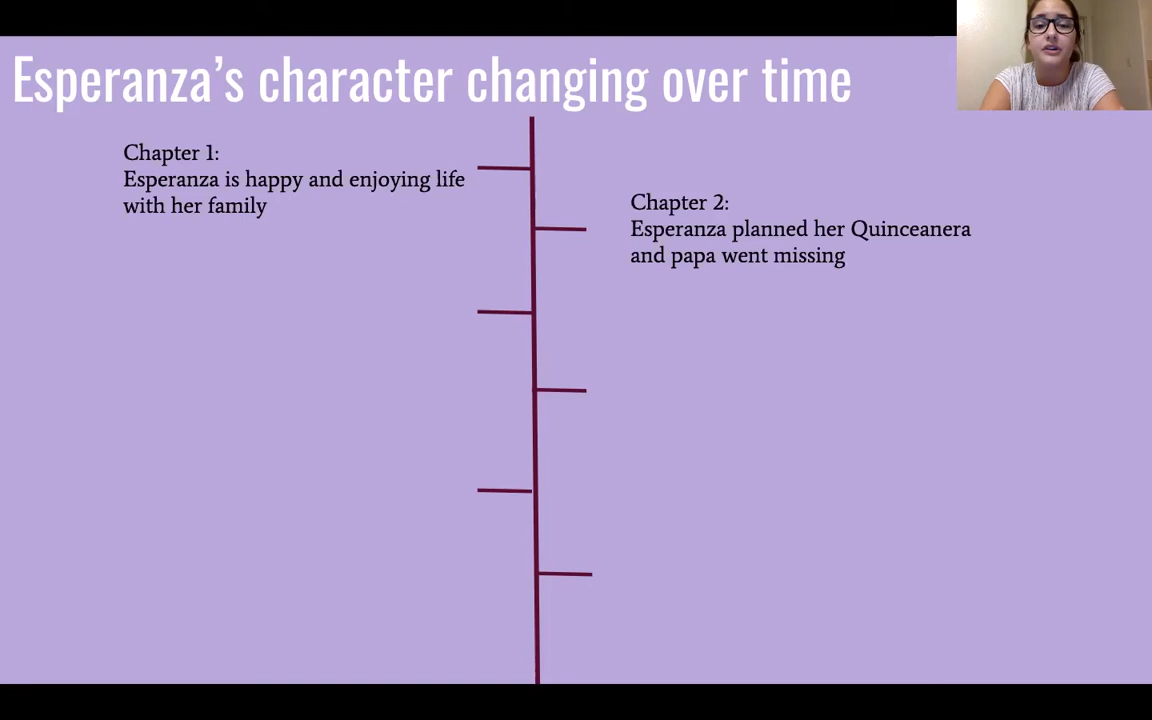 Esperanza’s character changing over time
Chapter 1:
Esperanza is happy and enjoying life
with her family
Chapter 2:
Esperanza planned her Quinceanera
and papa went missing